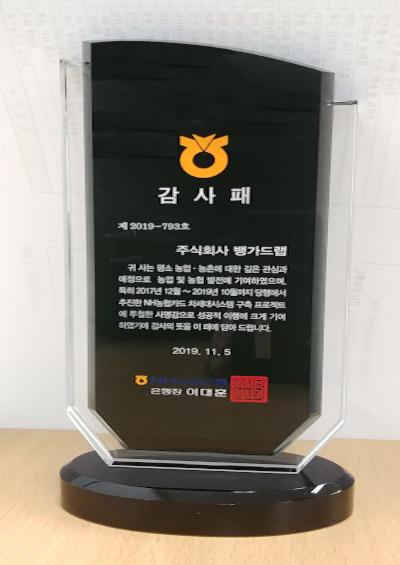 감사패
제 2019-793호
주식회사 뱅가드랩
귀 사는 평소 농업·농촌에 대한 깊은 관심과
애정으로 농업 및 농협 발전에 기여하였으며,
특히 2017년 12월 ~ 2019년 10월까지 당행에서
추진한 NH농협카드 차세대시스템 구축 프로젝트
에 투철한 사명감으로 성공적 이행에 크게 기여
하였기에 감사의 뜻을 이 패에 담아 드립니다.
2019. 11. 5
NH농협은행
은행장 이대훈